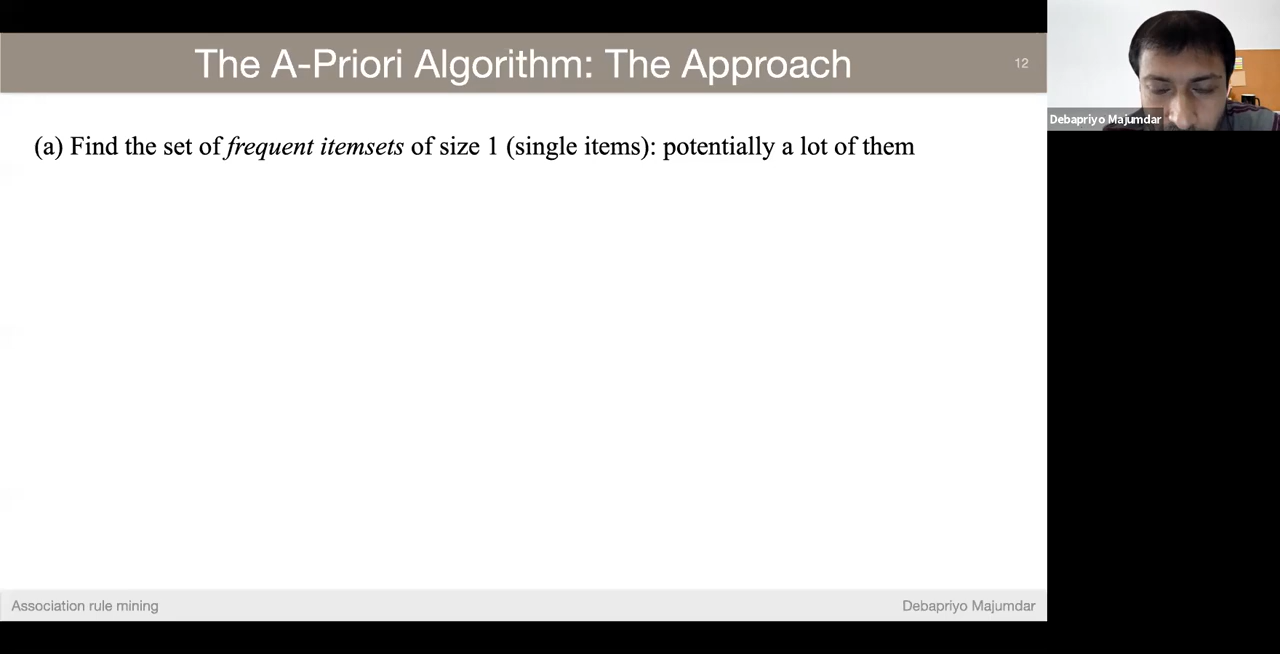 The A-Priori Algorithm: The Approach
12
Debapriyo Majumdar
(a) Find the set of frequent itemsets of size 1 (single items): potentially a lot of them
Association rule mining
Debapriyo Majumdar